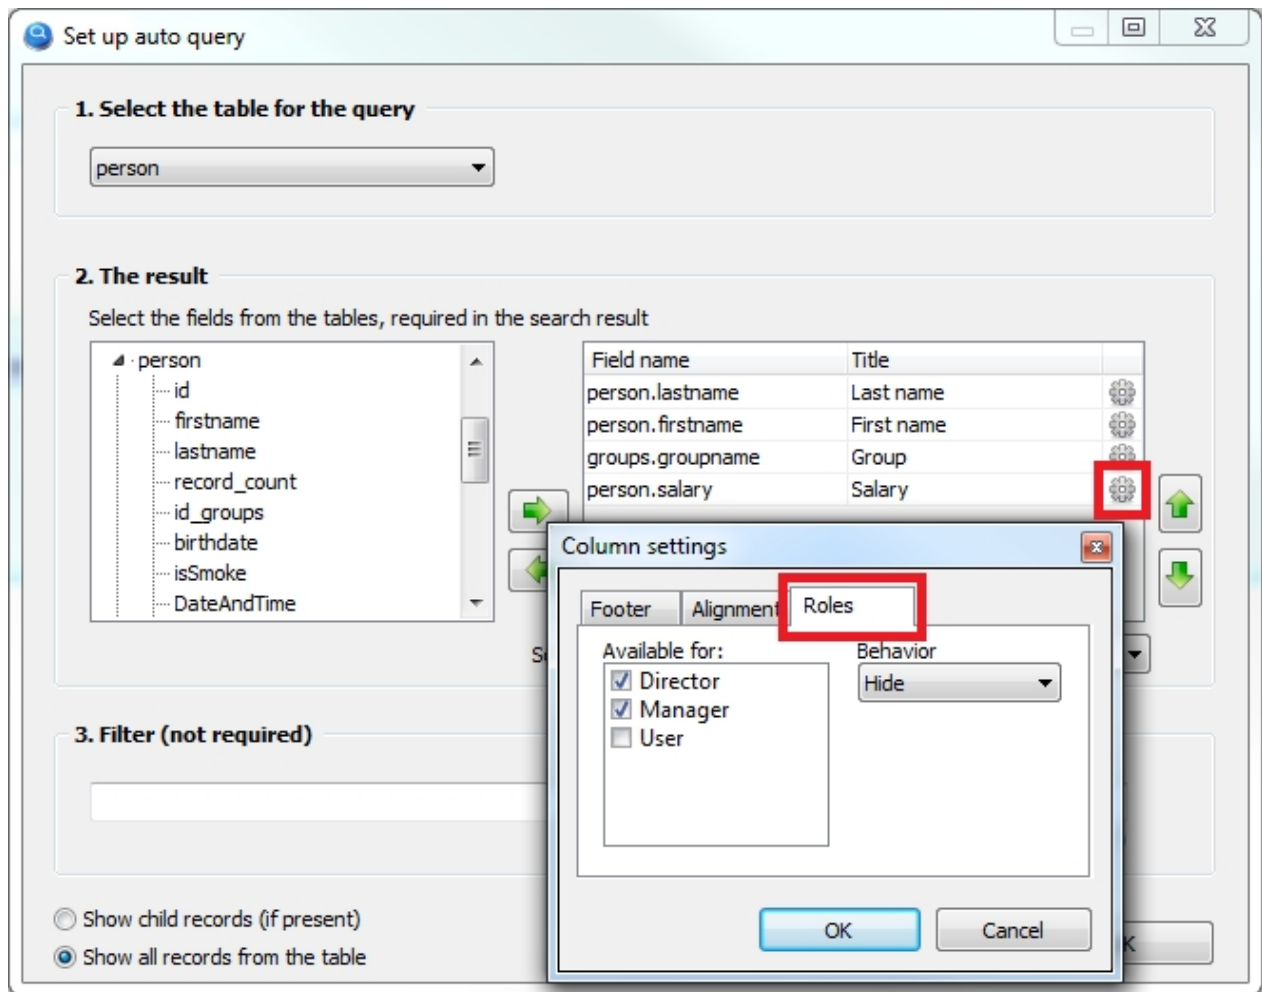 Set up auto query
1. Select the table for the query
person
2. The result
Select the fields from the tables, required in the search result
person
id
firstname
lastname
record_count
id_groups
birthdate
isSmoke
DateAndTime
Field name Title
person.lastname Last name
person.firstname First name
groups.groupname Group
person.salary Salary
Column settings
Footer Alignment Roles
Available for:
Director
Manager
User
Behavior
Hide
OK Cancel
3. Filter (not required)
Show child records (if present)
Show all records from the table